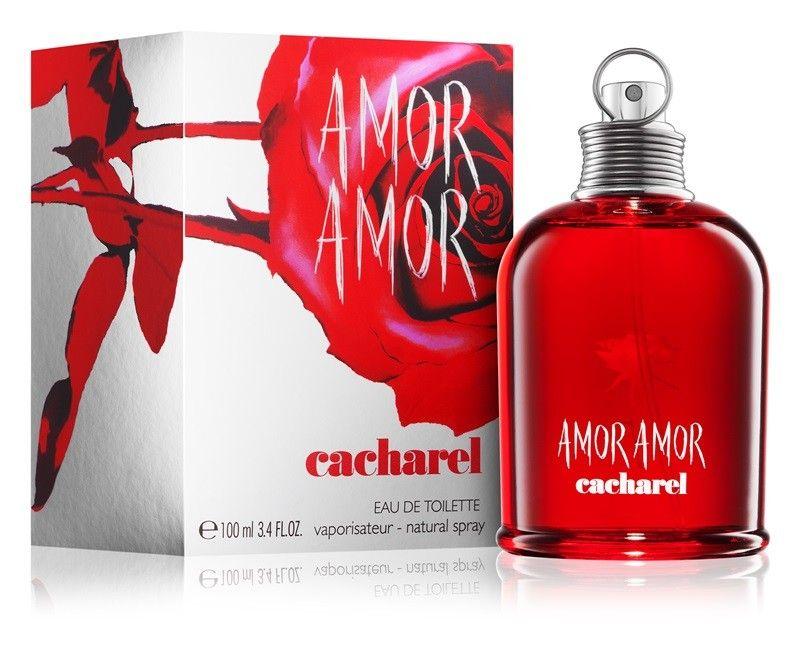 AMOR
AMOR
cacharel
EAU DE TOILETTE
℮ 100 ml 3.4 FL.OZ. vaporisateur - natural spray
AMOR AMOR
cacharel